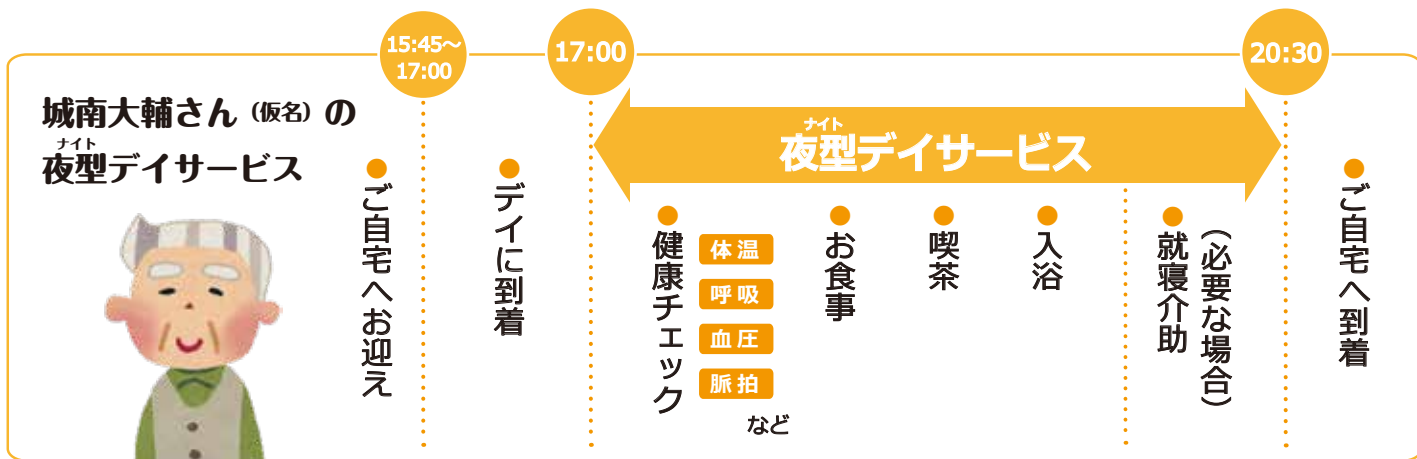 15:45〜
17:00
17:00
20:30
城南大輔さん（仮名）の
ナイト
夜型デイサービス
ナイト
夜型デイサービス
ご自宅へお迎え
デイに到着
健康チェック
体温
呼吸
血圧
脈拍
など
お食事
喫茶
入浴
（必要な場合）
就寝介助
ご自宅へ到着